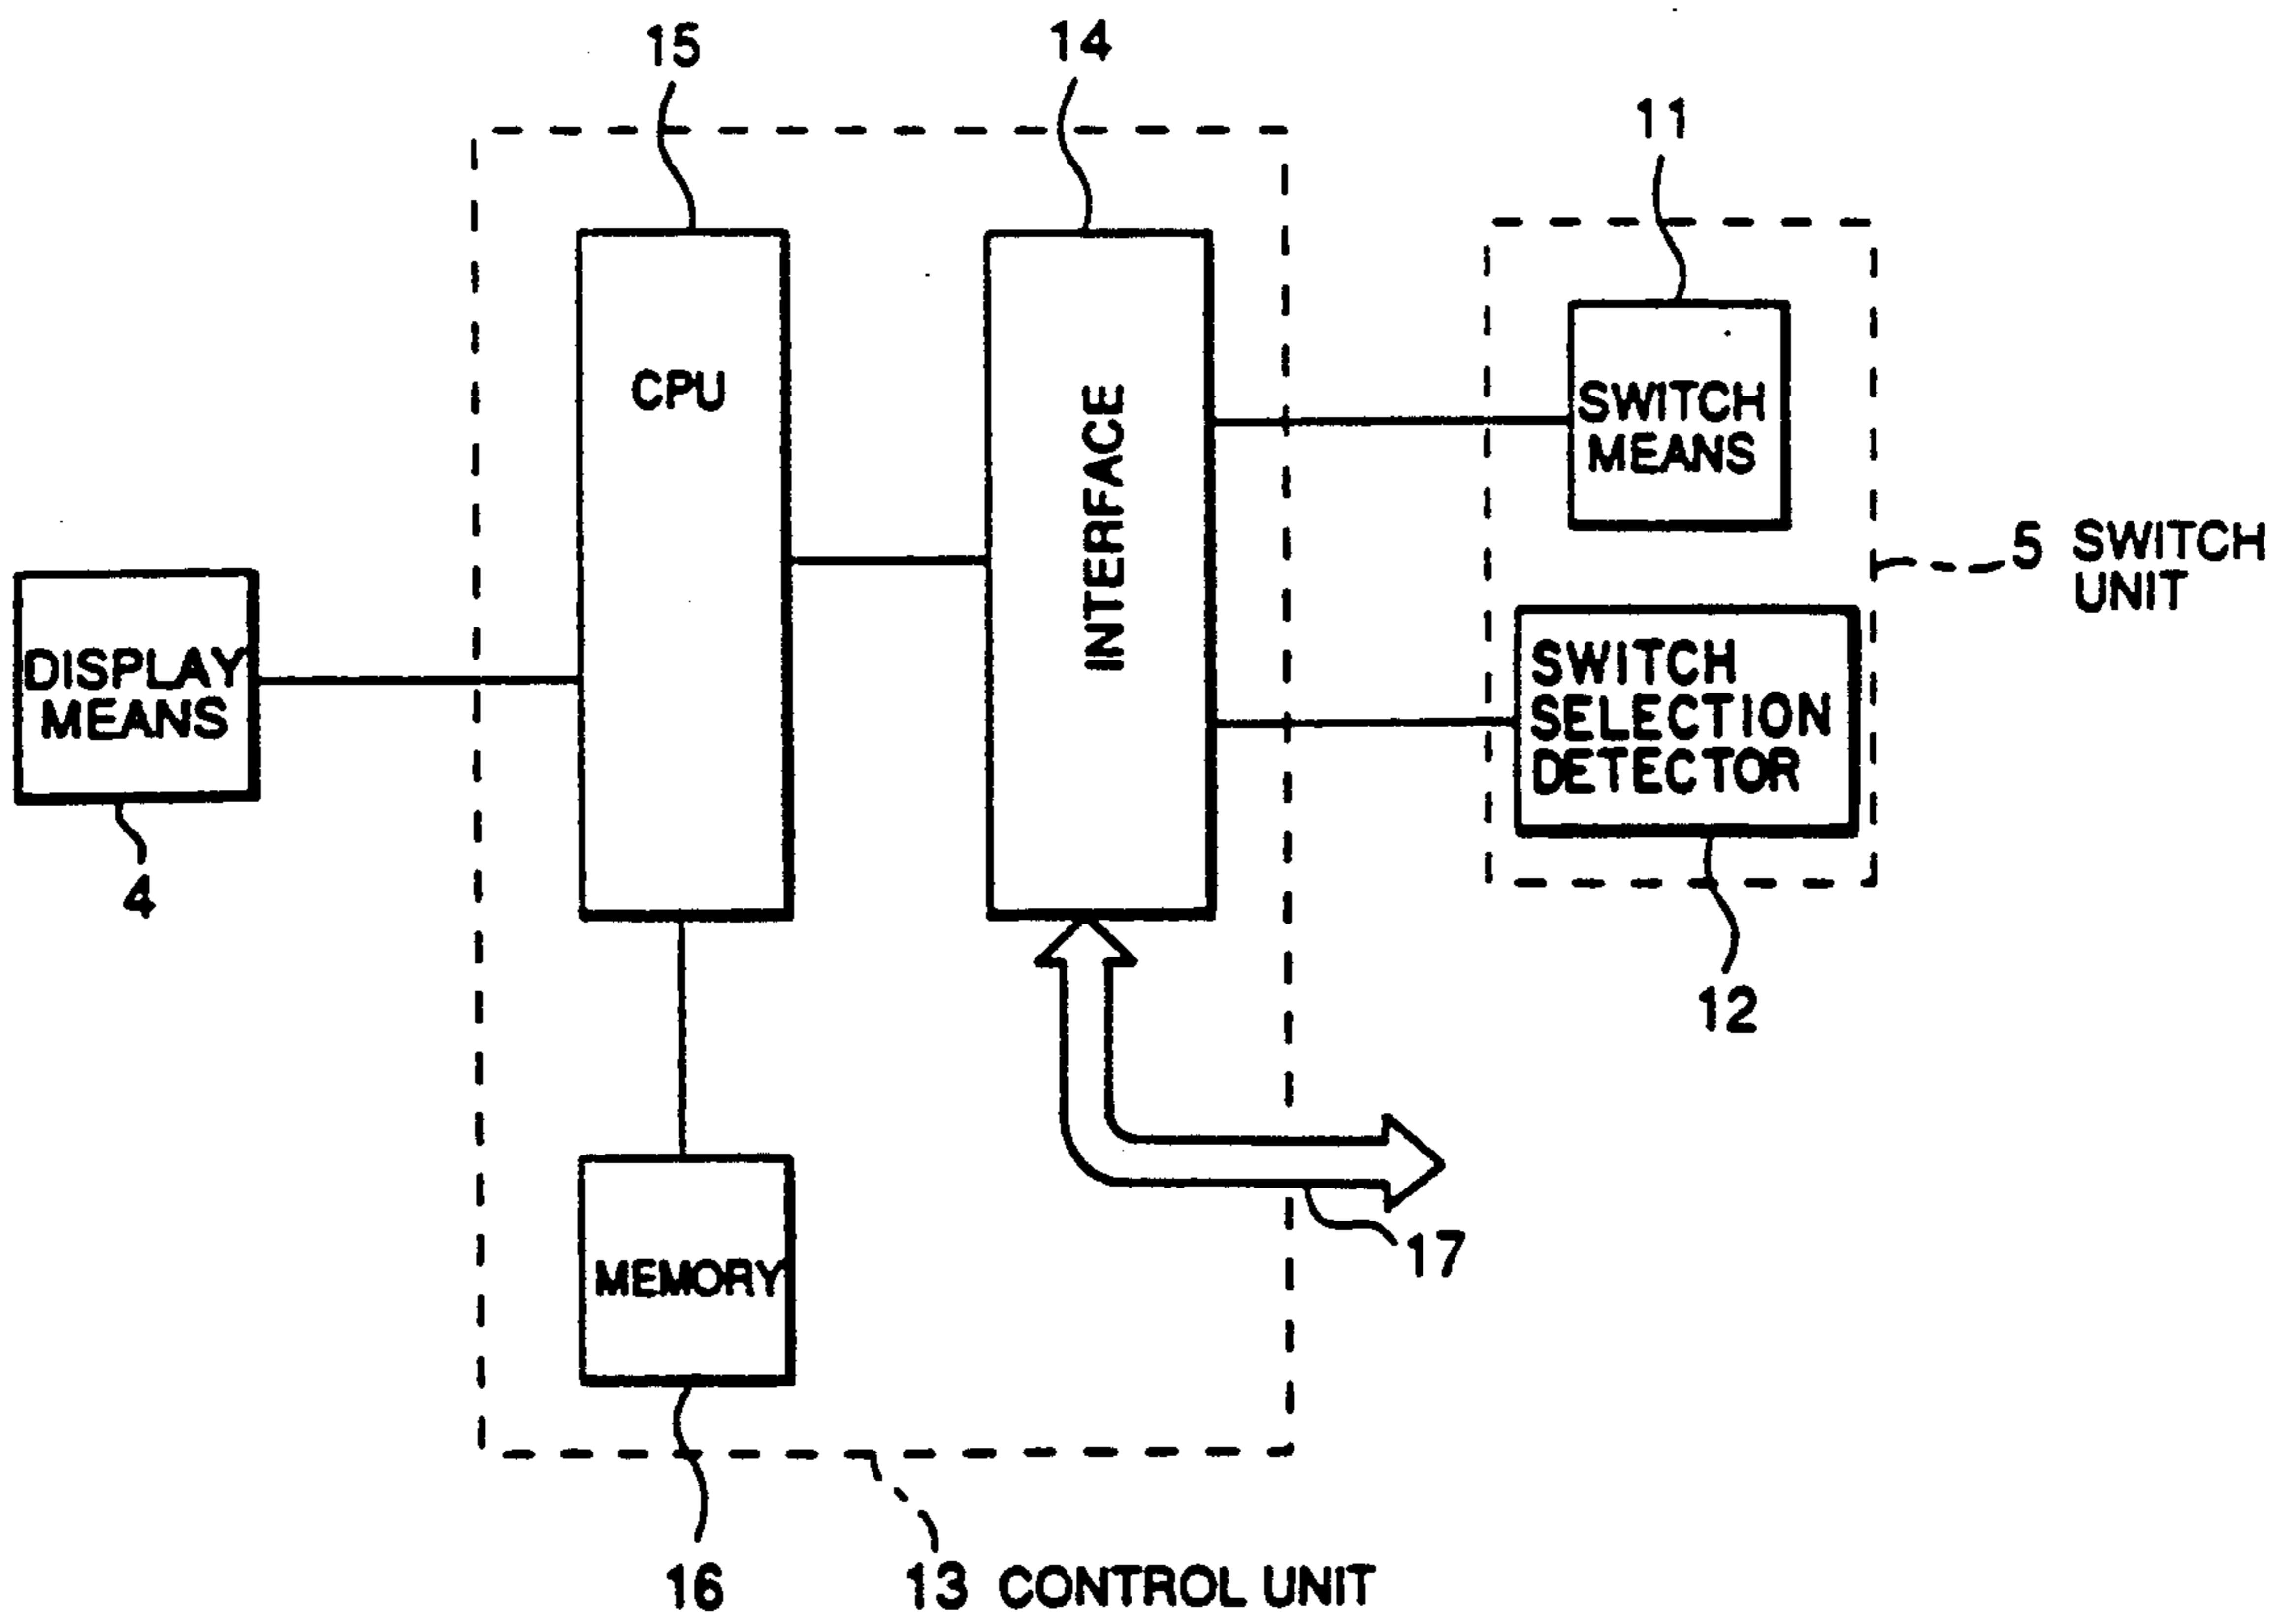 15
14
11
CPU
INTERFACE
SWITCH
MEANS
5 SWITCH
UNIT
DISPLAY
MEANS
SWITCH
SELECTION
DETECTOR
4
12
17
MEMORY
16
13 CONTROL UNIT